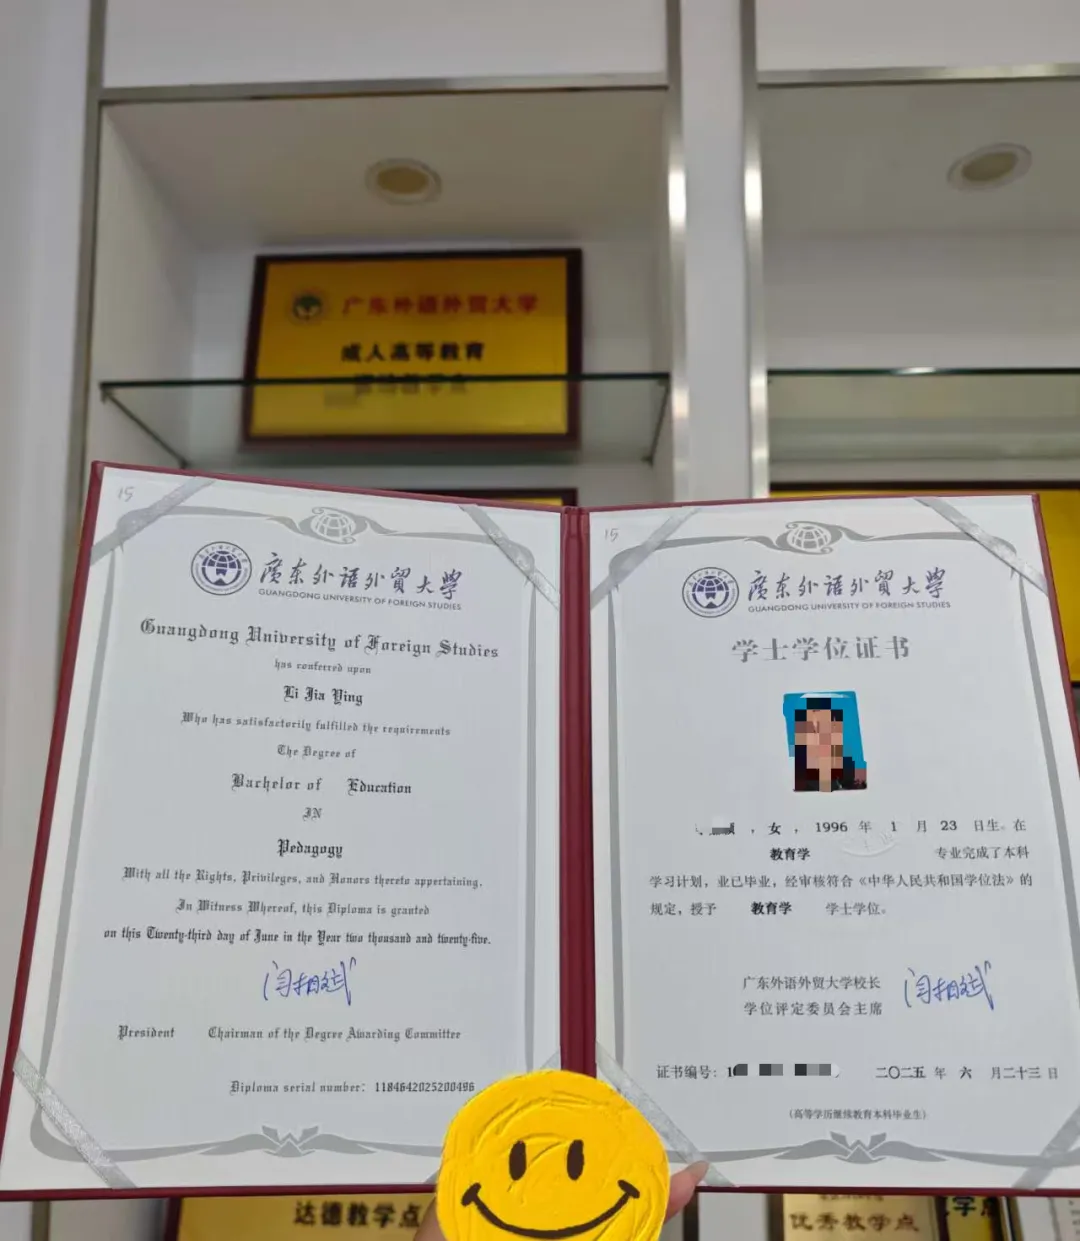 广东外语外贸大学
成人高等教育
15
廣东外语外贸大学
GUANGDONG UNIVERSITY OF FOREIGN STUDIES
Guangdong University of Foreign Studies
has conferred upon
Li Jia Ying
Who has satisfactorily fulfilled the requirements
The Degree of
Bachelor of Education
IN
Pedagogy
With all the Rights, Privileges, and Honors thereto appertaining.
In Witness Whereof, this Diploma is granted
on this Twenty-third day of June in the Year two thousand and twenty-five.
President Chairman of the Degree Awarding Committee
Diploma serial number: 1184642025200496
15
廣东外语外贸大学
GUANGDONG UNIVERSITY OF FOREIGN STUDIES
学士学位证书
，女，1996 年 1 月 23 日生。在
教育学 专业完成了本科
学习计划，业已毕业，经审核符合《中华人民共和国学位法》的
规定，授予 教育学 学士学位。
广东外语外贸大学校长
学位评定委员会主席
证书编号：1
二〇二五 年 六 月二十三 日
（高等学历继续教育本科毕业生）
达德教学点
优秀教学点